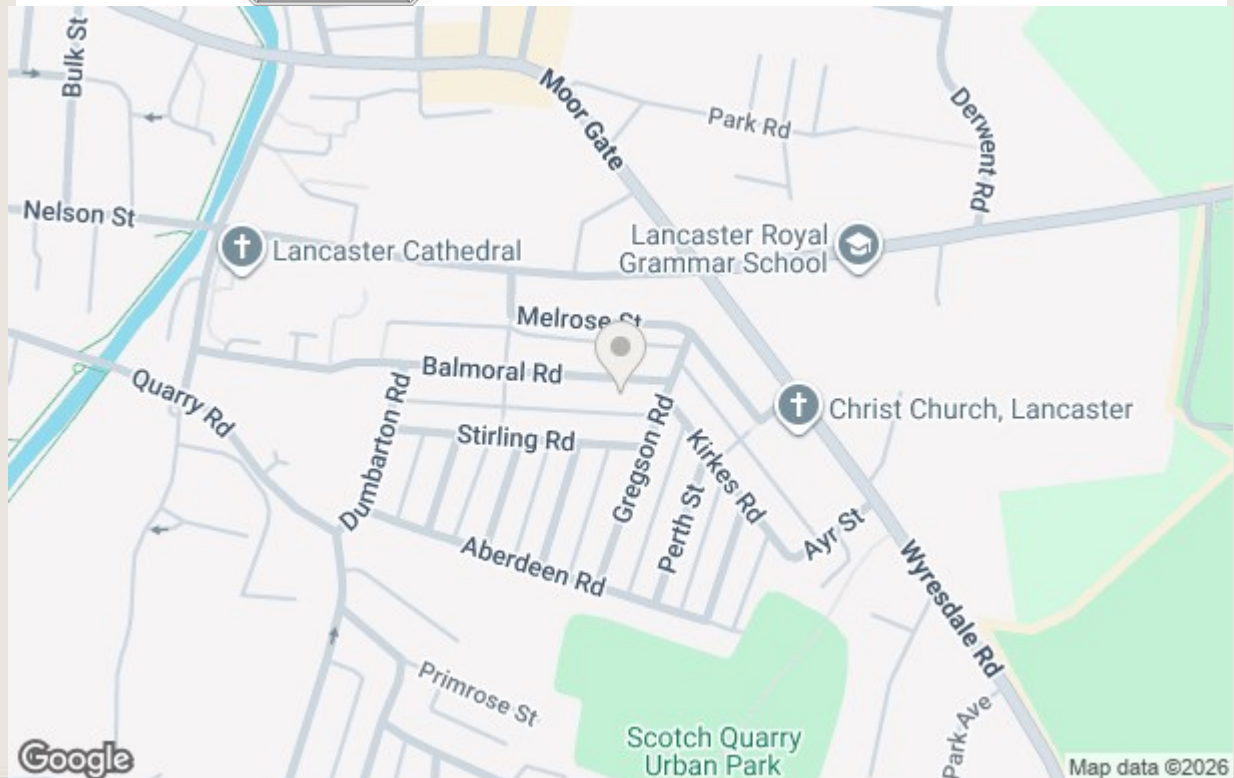 Bulk St
Moor Gate
Park Rd
Derwent Rd
Nelson St
Lancaster Cathedral
Lancaster Royal
Grammar School
Melrose St
Balmoral Rd
Quarry Rd
Dumbarton Rd
Stirling Rd
Gregson Rd
Kirkes Rd
Perth St
Christ Church, Lancaster
Ayr St
Aberdeen Rd
Wyresdale Rd
Primrose St
Scotch Quarry
Urban Park
Park Ave
Google
Map data ©2026